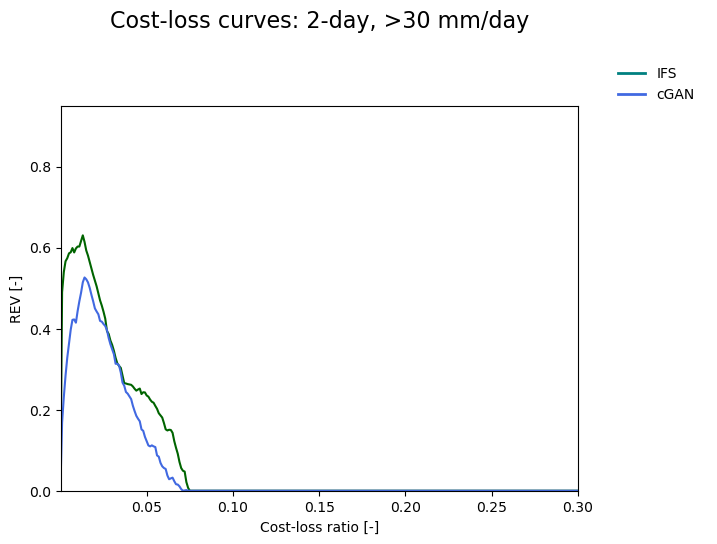 Cost-loss curves: 2-day, >30 mm/day
IFS
cGAN
0.8
0.6
0.4
0.2
0.0
REV [-]
0.05
0.10
0.15
0.20
0.25
0.30
Cost-loss ratio [-]